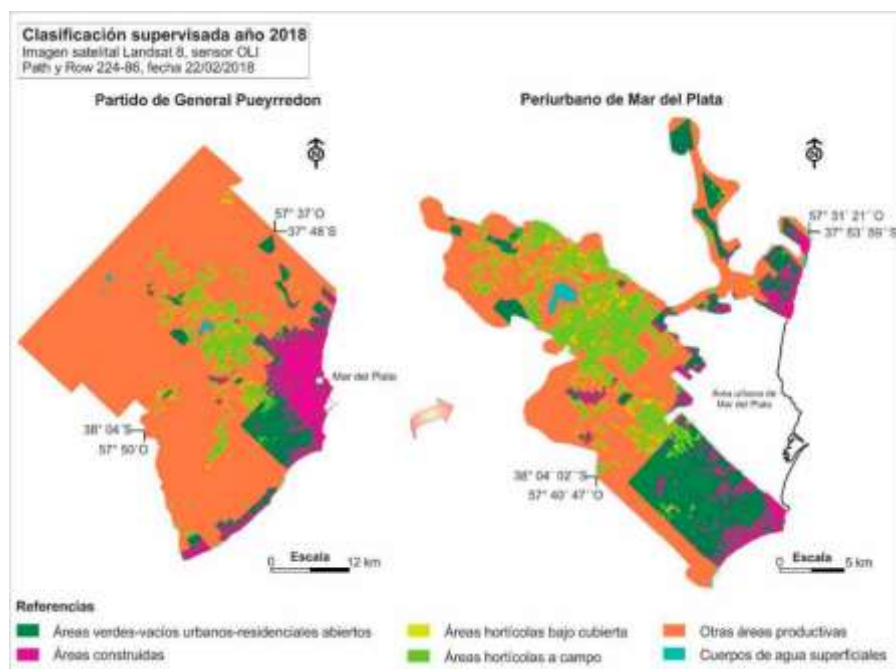 Clasificación supervisada año 2018
Imagen satelital Landsat 8, sensor OLI
Path y Row 224-86, fecha 22/02/2018
Partido de General Pueyrredon
Periurbano de Mar del Plata
N
N
57° 37´O
37° 48´S
57° 31´ 21´´O
37° 53´ 59´´S
Mar del Plata
Área urbana de
Mar del Plata
38° 04´S
57° 50´O
38° 04´ 02´´S
57° 40´ 47´´O
Escala
0 12 km
Escala
0 5 km
Referencias
Áreas verdes-vacíos urbanos-residenciales abiertos
Áreas hortícolas bajo cubierta
Otras áreas productivas
Áreas construidas
Áreas hortícolas a campo
Cuerpos de agua superficiales